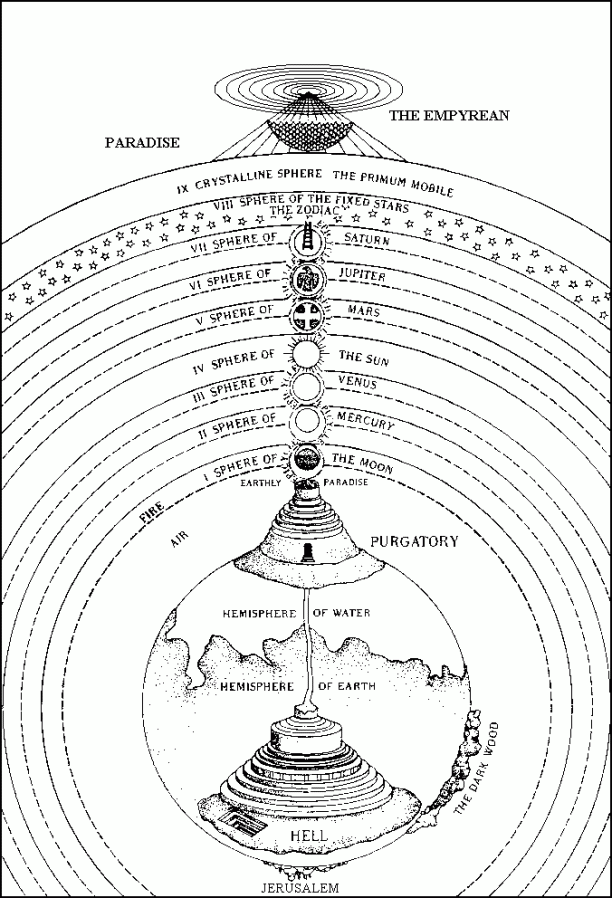 THE EMPYREAN
PARADISE
IX CRYSTALLINE SPHERE THE PRIMUM MOBILE
VIII SPHERE OF THE FIXED STARS
THE ZODIAC
VII SPHERE OF SATURN
VI SPHERE OF JUPITER
V SPHERE OF MARS
IV SPHERE OF THE SUN
III SPHERE OF VENUS
II SPHERE OF MERCURY
I SPHERE OF THE MOON
EARTHLY PARADISE
FIRE
AIR
PURGATORY
HEMISPHERE OF WATER
HEMISPHERE OF EARTH
THE DARK WOOD
HELL
JERUSALEM